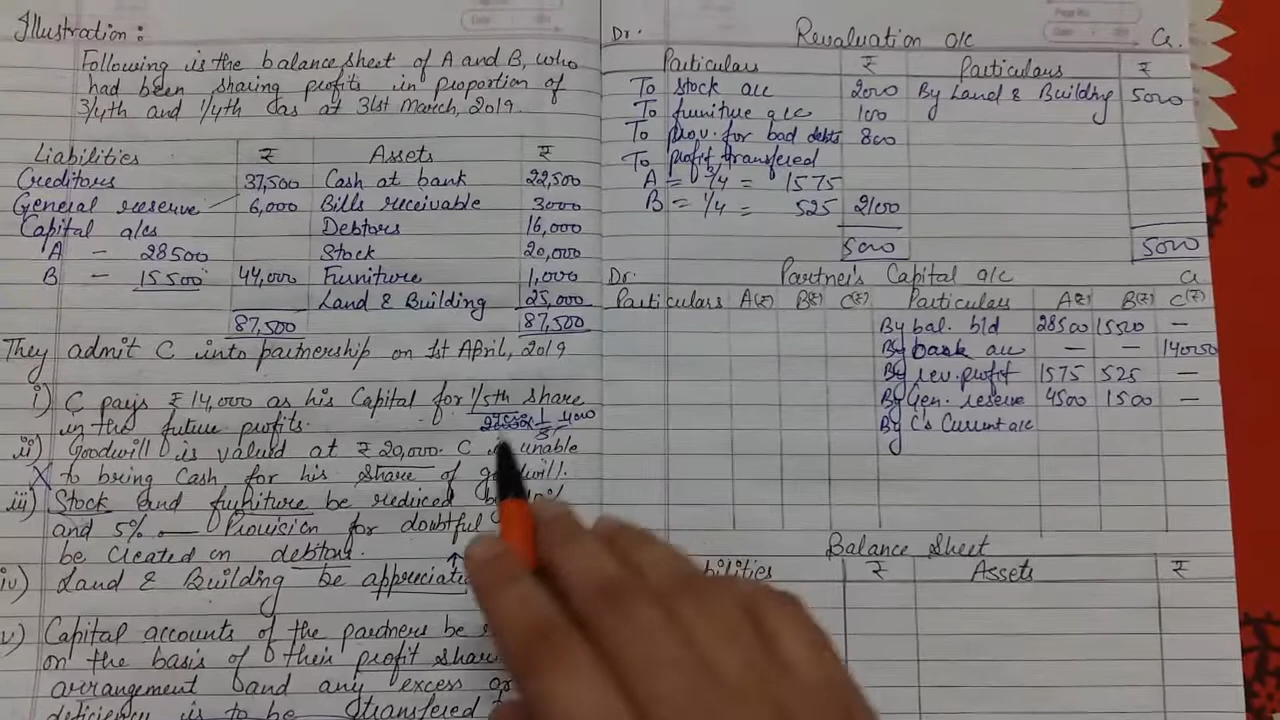 Illustration:
Following is the balance sheet of A and B, who
had been sharing profits in proportion of
3/4th and 1/4th as at 31st March, 2019.
Liabilities ₹ Assets ₹
Creditors 37,500 Cash at bank 22,500
General reserve 6,000 Bills receivable 3000
Capital a/cs Debtors 16,000
A - 28500 Stock 20,000
B - 15500 44,000 Furniture 1,000
Land & Building 25,000
87,500 87,500
They admit C into partnership on 1st April, 2019
i) C pays ₹ 14,000 as his Capital for 1/5th share
in the future profits.
ii) Goodwill is valued at ₹ 20,000. C unable
to bring Cash for his share of goodwill.
iii) Stock and furniture be reduced 10%
and 5% Provision for doubtful
be created on debtors.
iv) Land & Building be
v) Capital accounts of the partners be
on the basis of their profit
arrangement and any excess or
deficiency is to be transferred
Dr. Revaluation a/c Cr.
Particulars ₹ Particulars ₹
To stock a/c 2000 By Land & Building 5000
To furniture a/c 100
To prov. for bad debts 800
To profit transfered
A = 3/4 = 1575
B = 1/4 = 525 2100
5000 5000
Dr. Partner's Capital a/c Cr
Particulars A(₹) B(₹) C(₹) Particulars A(₹) B(₹) C(₹)
By bal. b/d 28500 15500 -
By bank a/c - - 14000
By rev. profit 1575 525 -
By Gen. reserve 4500 1500 -
By C's Current a/c
Balance Sheet
₹ Assets ₹